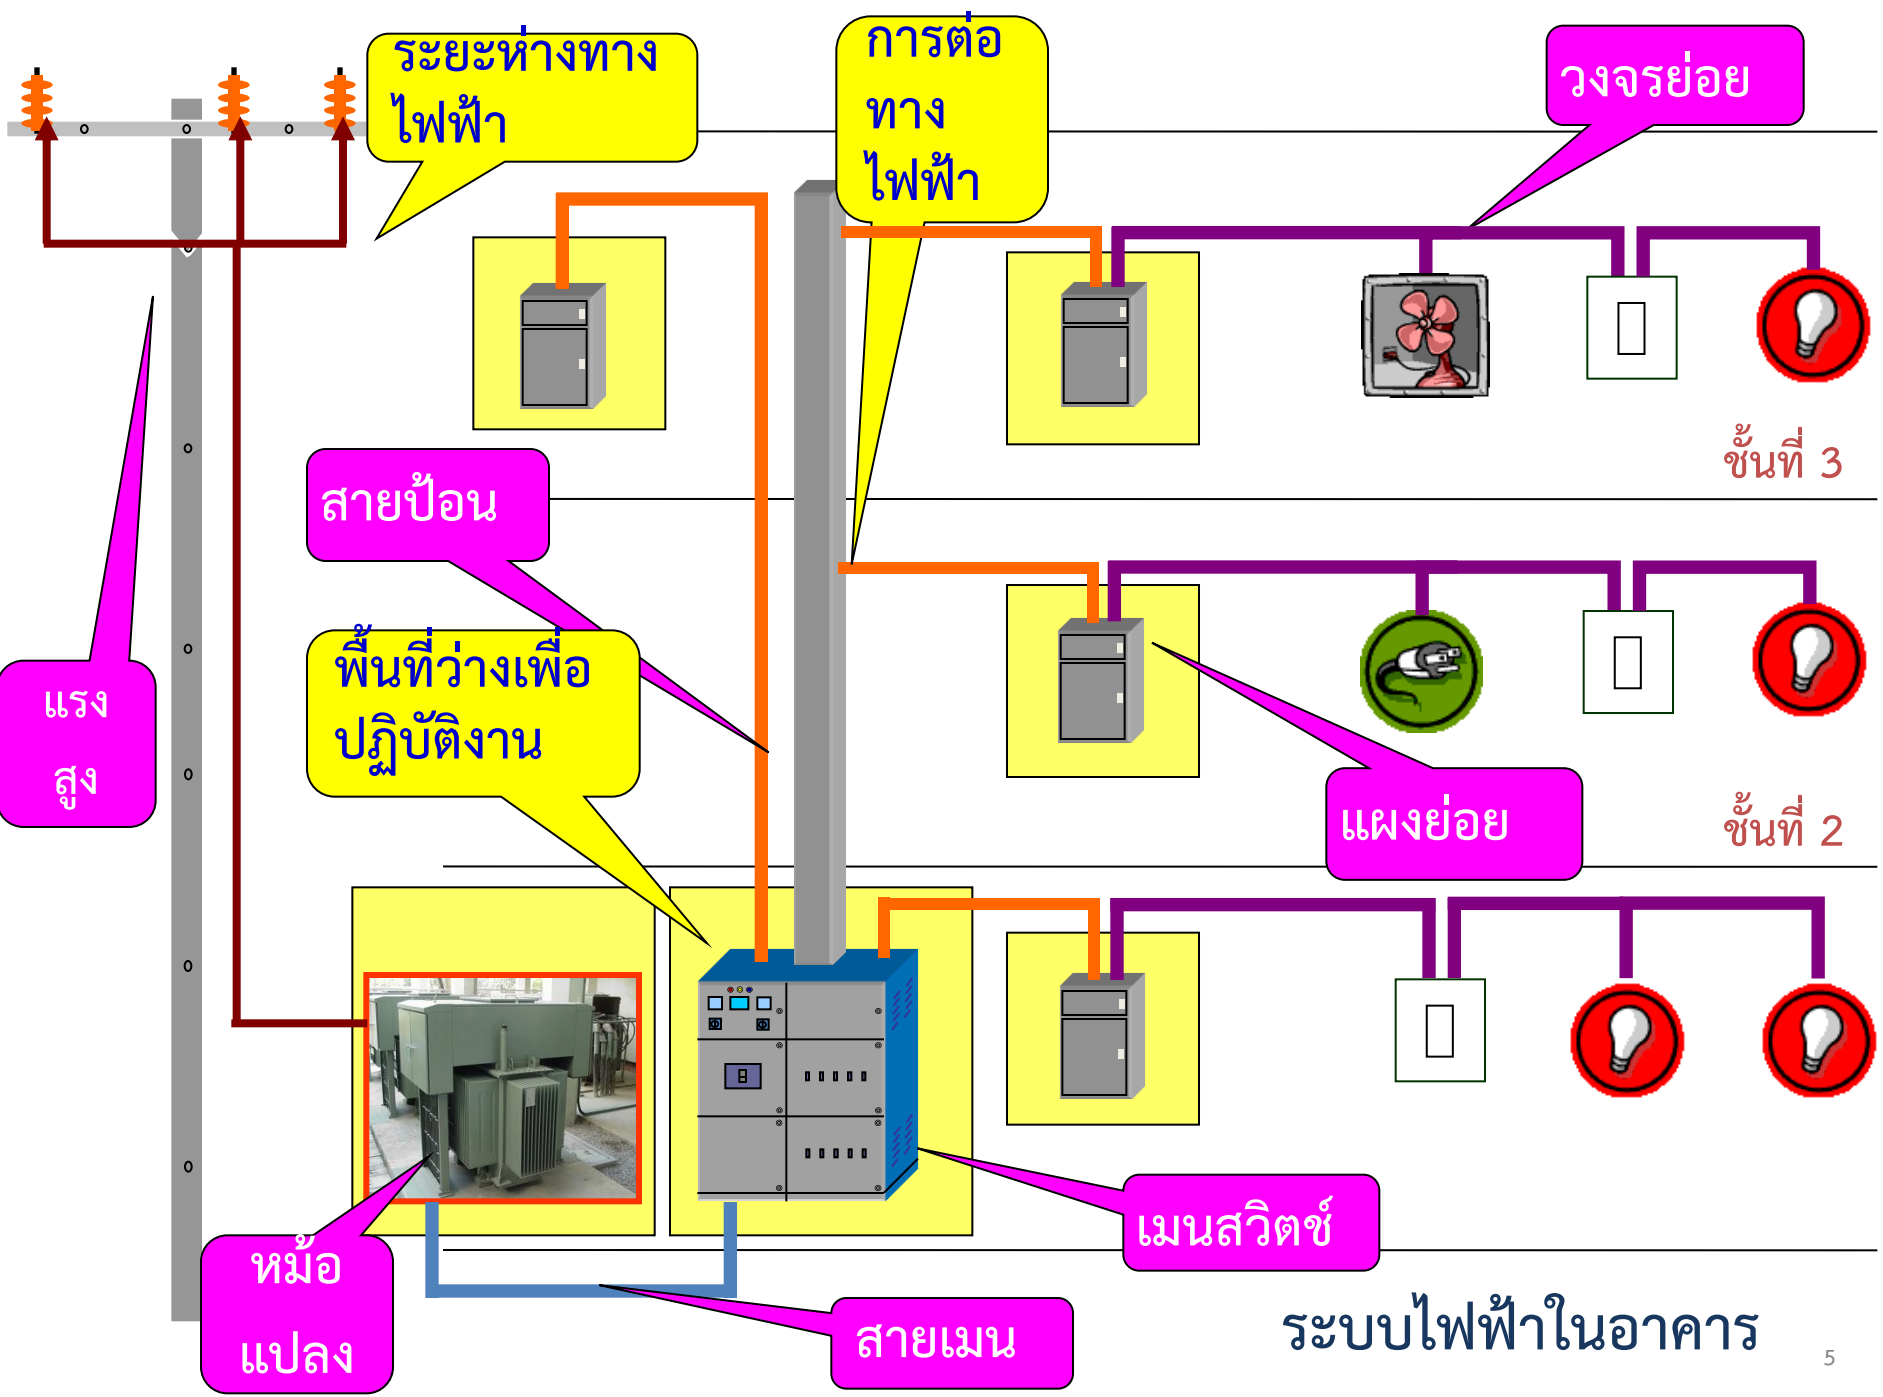 ระยะห่างทาง
ไฟฟ้า
การต่อ
ทาง
ไฟฟ้า
วงจรย่อย
ชั้นที่ 3
สายป้อน
พื้นที่ว่างเพื่อ
ปฏิบัติงาน
แรง
สูง
แผงย่อย
ชั้นที่ 2
เมนสวิตช์
หม้อ
แปลง
สายเมน
ระบบไฟฟ้าในอาคาร
5